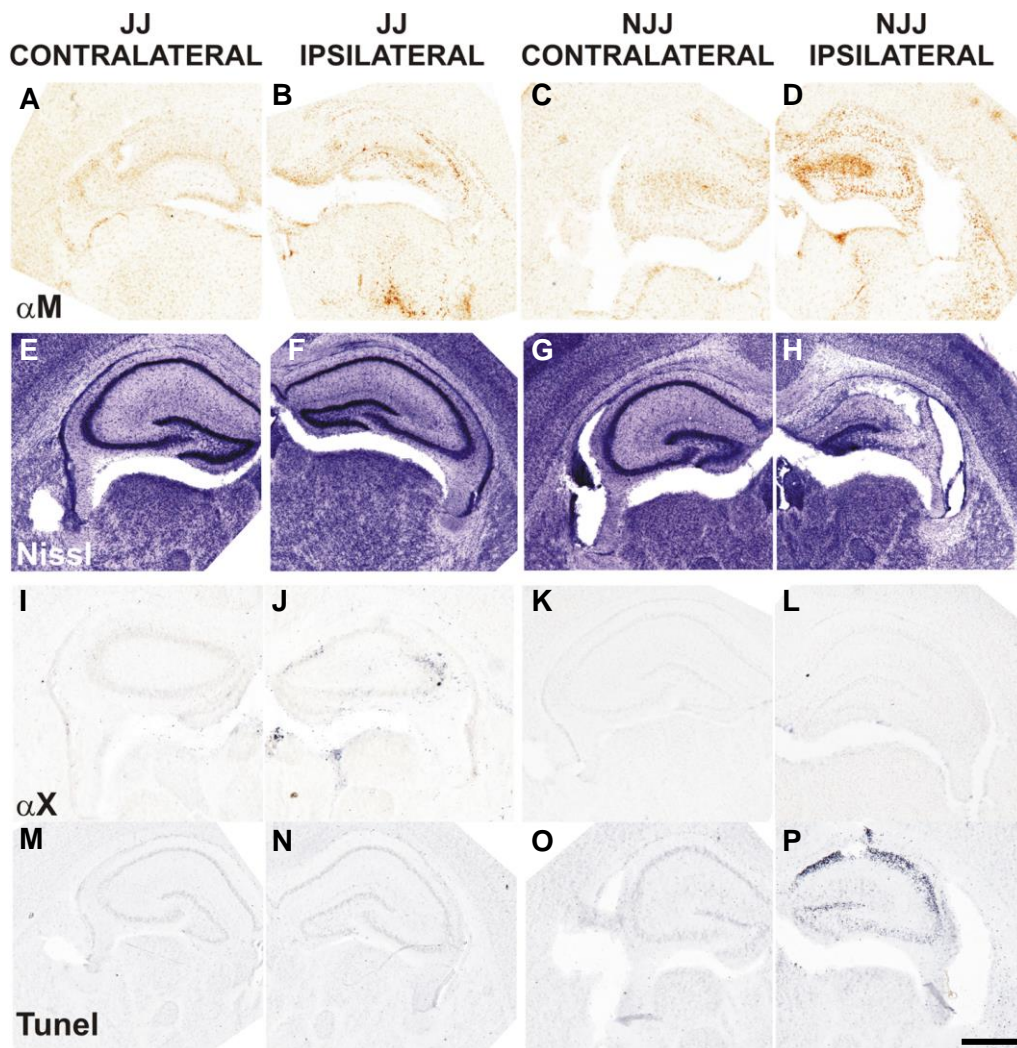 JJ CONTRALATERAL
JJ IPSILATERAL
NJJ CONTRALATERAL
NJJ IPSILATERAL
A
B
C
D
αM
E
F
G
H
Nissl
I
J
K
L
αX
M
N
O
P
Tunel